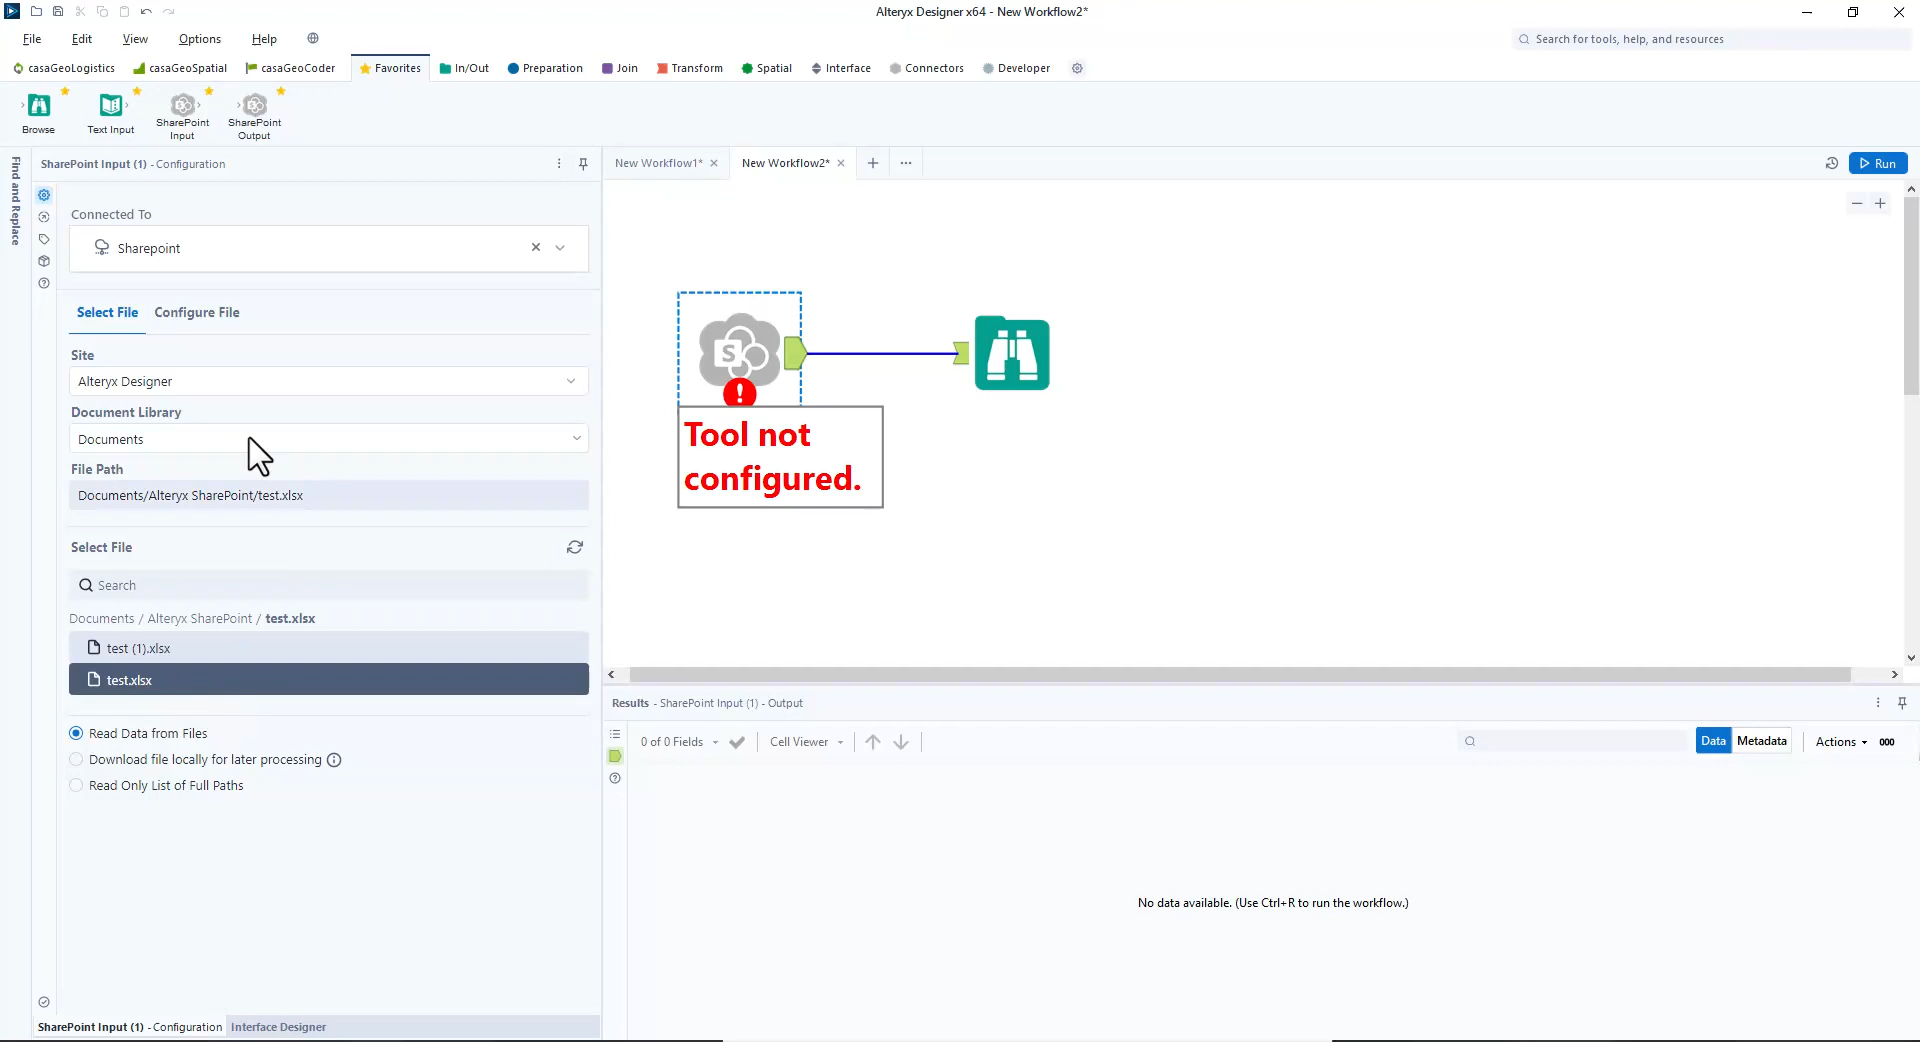 Alteryx Designer x64 - New Workflow2*
File Edit View Options Help
Search for tools, help, and resources
casaGeoLogistics casaGeoSpatial casaGeoCoder Favorites In/Out Preparation Join Transform Spatial Interface Connectors Developer
Browse Text Input SharePoint Input SharePoint Output
Find and Replace
SharePoint Input (1) - Configuration
New Workflow1* New Workflow2*
Run
Connected To
Sharepoint
Select File Configure File
Site
Alteryx Designer
Document Library
Documents
File Path
Documents/Alteryx SharePoint/test.xlsx
Select File
Search
Documents / Alteryx SharePoint / test.xlsx
test (1).xlsx
test.xlsx
Read Data from Files
Download file locally for later processing
Read Only List of Full Paths
S
Tool not
configured.
Results - SharePoint Input (1) - Output
0 of 0 Fields Cell Viewer Data Metadata Actions 000
No data available. (Use Ctrl+R to run the workflow.)
SharePoint Input (1) - Configuration Interface Designer